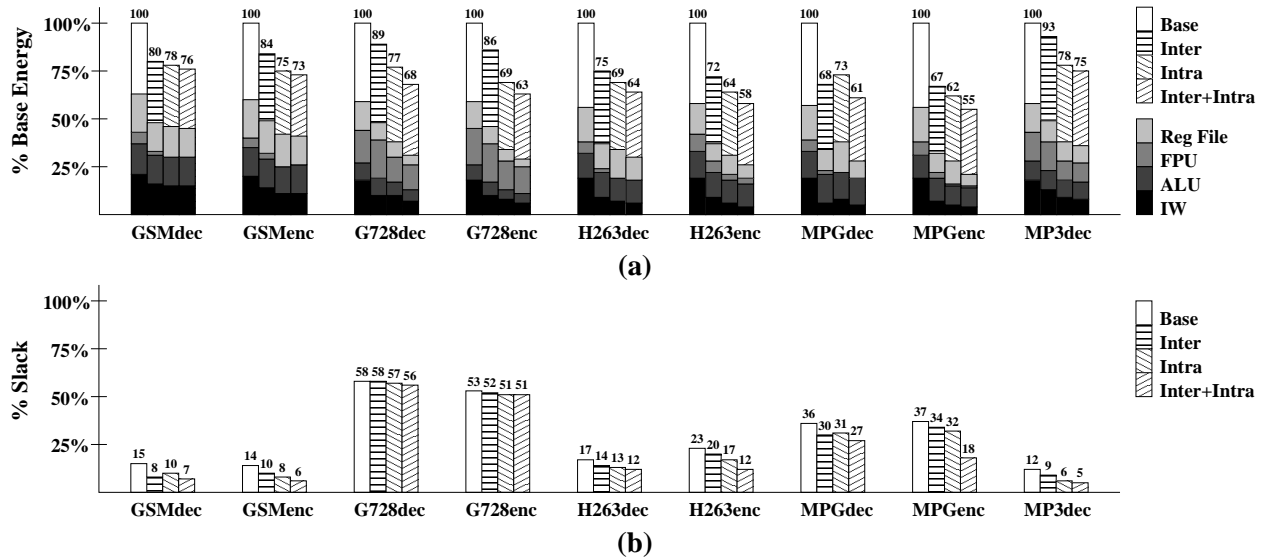 100 100 100 100 100 100 100 100 100
100% 80 78 76 84 75 73 89 77 68 86 69 63 75 69 64 72 64 58 68 73 61 67 62 55 93 78 75
75%
50%
25%
% Base Energy
Base
Inter
Intra
Inter+Intra
Reg File
FPU
ALU
IW
GSMdec GSMenc G728dec G728enc H263dec H263enc MPGdec MPGenc MP3dec
(a)
100%
75%
50%
25%
% Slack
Base
Inter
Intra
Inter+Intra
15 8 10 7 14 10 8 6 58 58 57 56 53 52 51 51 17 14 13 12 23 20 17 12 36 30 31 27 37 34 32 18 12 9 6 5
GSMdec GSMenc G728dec G728enc H263dec H263enc MPGdec MPGenc MP3dec
(b)